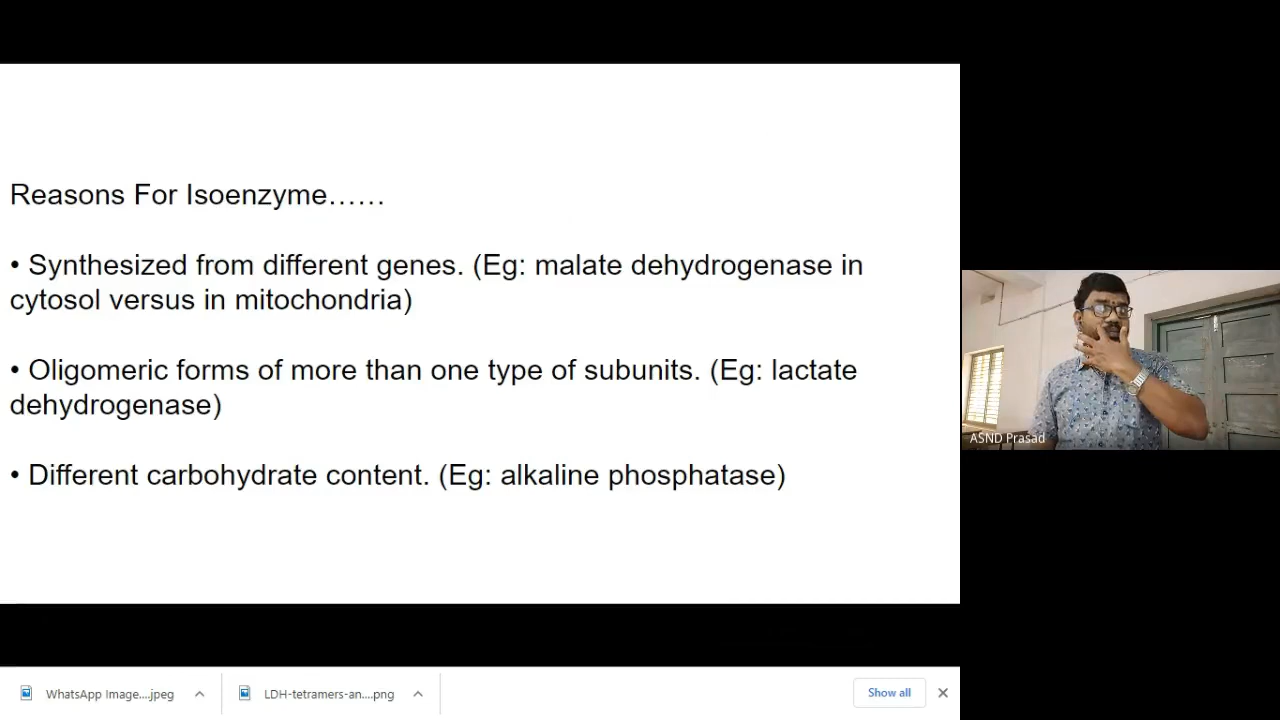 Reasons For Isoenzyme……
• Synthesized from different genes. (Eg: malate dehydrogenase in
cytosol versus in mitochondria)
• Oligomeric forms of more than one type of subunits. (Eg: lactate
dehydrogenase)
• Different carbohydrate content. (Eg: alkaline phosphatase)
ASND Prasad
WhatsApp Image....jpeg
LDH-tetramers-an....png
Show all